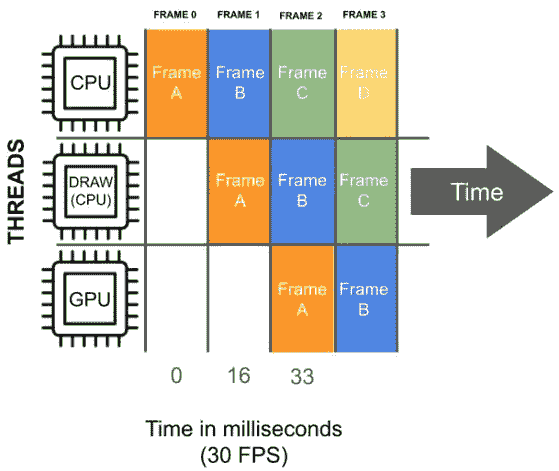 FRAME 0 FRAME 1 FRAME 2 FRAME 3
CPU
Frame
A
Frame
B
Frame
C
Frame
D
THREADS
DRAW
(CPU)
Frame
A
Frame
B
Frame
C
Time
GPU
Frame
A
Frame
B
0 16 33
Time in milliseconds
(30 FPS)